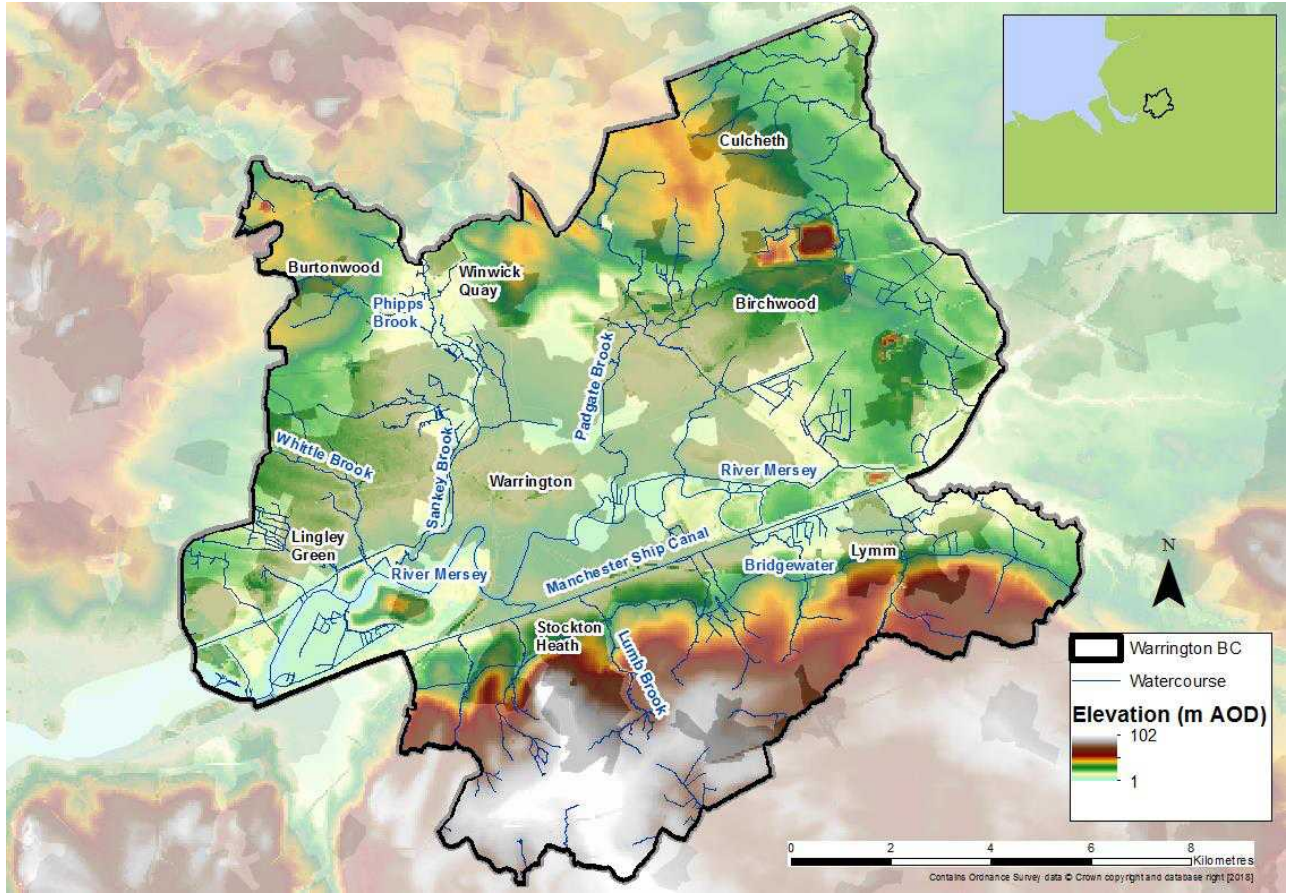 Culcheth
Burtonwood
Winwick
Quay
Phipps
Brook
Birchwood
Padgate Brook
Whittle Brook
Sankey Brook
Warrington
River Mersey
Lingley
Green
River Mersey
Manchester Ship Canal
Bridgewater
Lymm
Stockton
Heath
Lumb Brook
N
Warrington BC
Watercourse
Elevation (m AOD)
102
1
0 2 4 6 8
Kilometres
Contains Ordnance Survey data © Crown copyright and database right [2018]